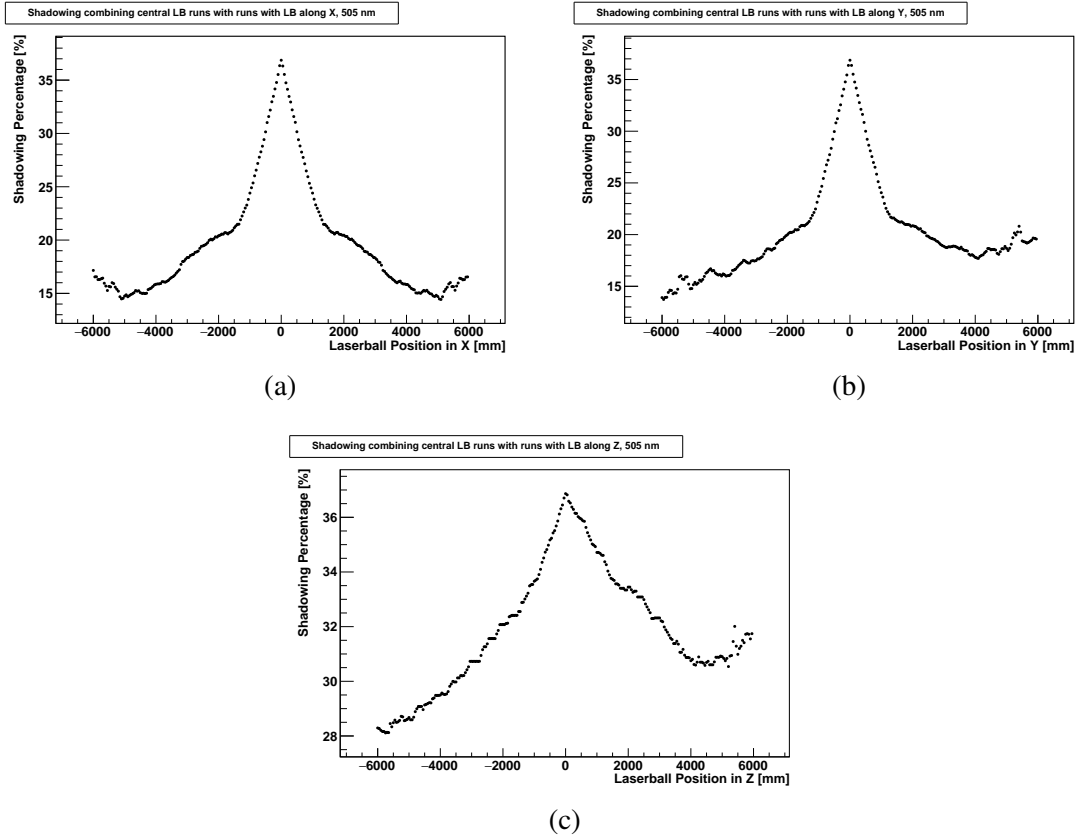 Shadowing combining central LB runs with runs with LB along X, 505 nm
Shadowing Percentage [%]
35
30
25
20
15
−6000 −4000 −2000 0 2000 4000 6000
Laserball Position in X [mm]
(a)
Shadowing combining central LB runs with runs with LB along Y, 505 nm
Shadowing Percentage [%]
35
30
25
20
15
−6000 −4000 −2000 0 2000 4000 6000
Laserball Position in Y [mm]
(b)
Shadowing combining central LB runs with runs with LB along Z, 505 nm
Shadowing Percentage [%]
36
34
32
30
28
−6000 −4000 −2000 0 2000 4000 6000
Laserball Position in Z [mm]
(c)